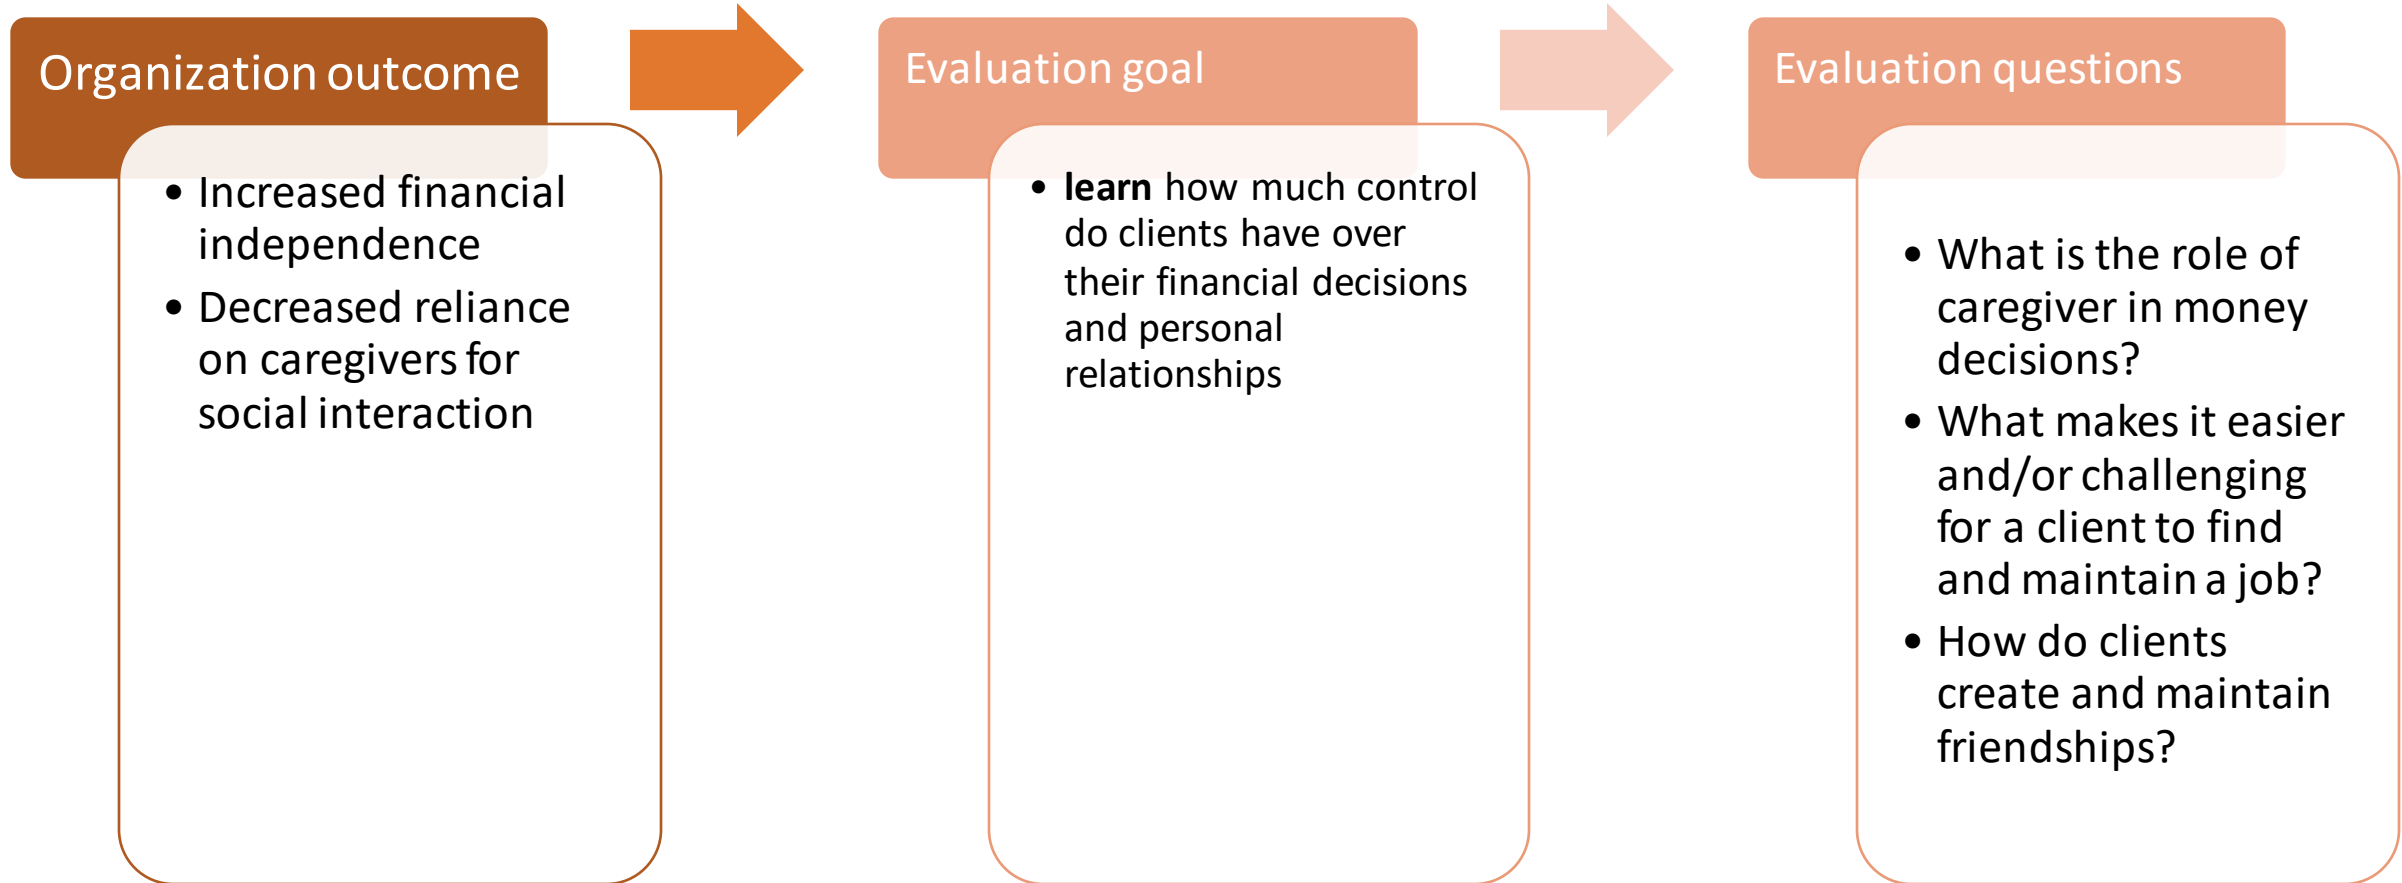 Organization outcome
• Increased financial
independence
• Decreased reliance
on caregivers for
social interaction
Evaluation goal
• learn how much control
do clients have over
their financial decisions
and personal
relationships
Evaluation questions
• What is the role of
caregiver in money
decisions?
• What makes it easier
and/or challenging
for a client to find
and maintain a job?
• How do clients
create and maintain
friendships?